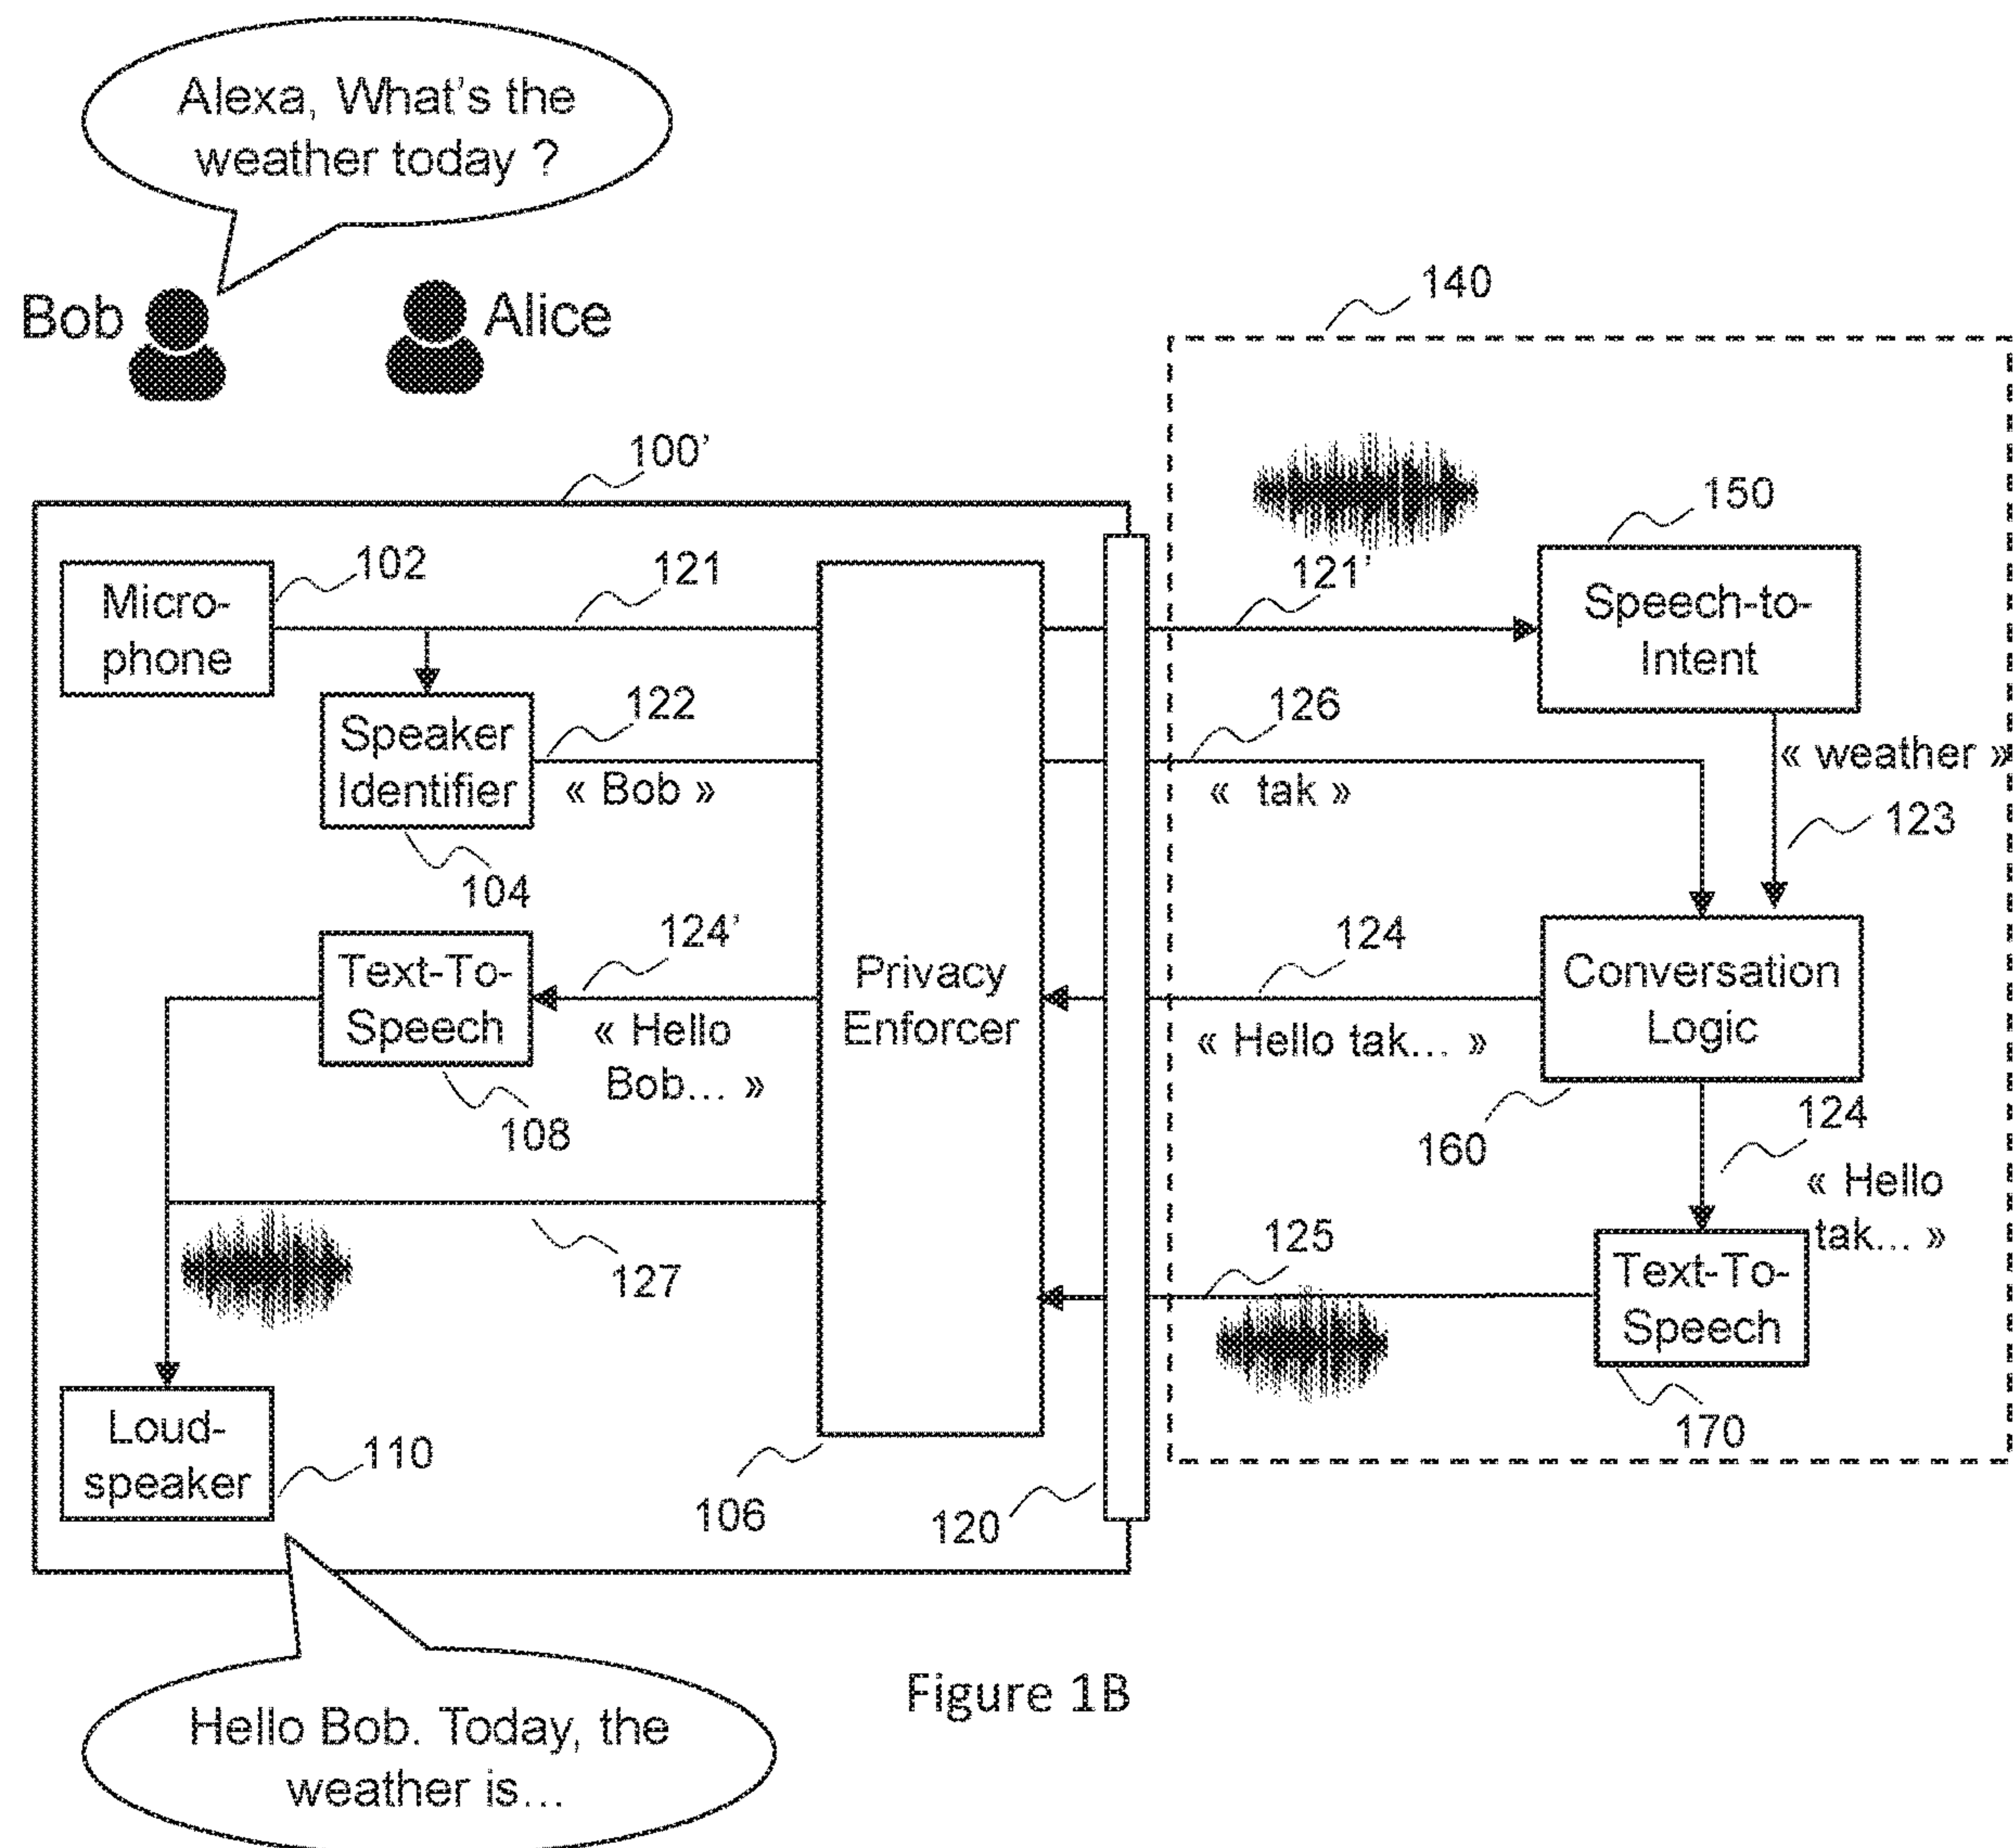 Alexa, What's the
weather today ?
Bob
Alice
140
100'
150
102
121
121'
Micro-
phone
Speech-to-
Intent
122
126
Speaker
Identifier
« Bob »
« tak »
« weather »
123
104
124'
124
Text-To-
Speech
Privacy
Enforcer
Conversation
Logic
« Hello
Bob... »
« Hello tak... »
108
160
124
« Hello
tak... »
127
125
Text-To-
Speech
170
Loud-
speaker
110
106
120
Hello Bob. Today, the
weather is...
Figure 1B